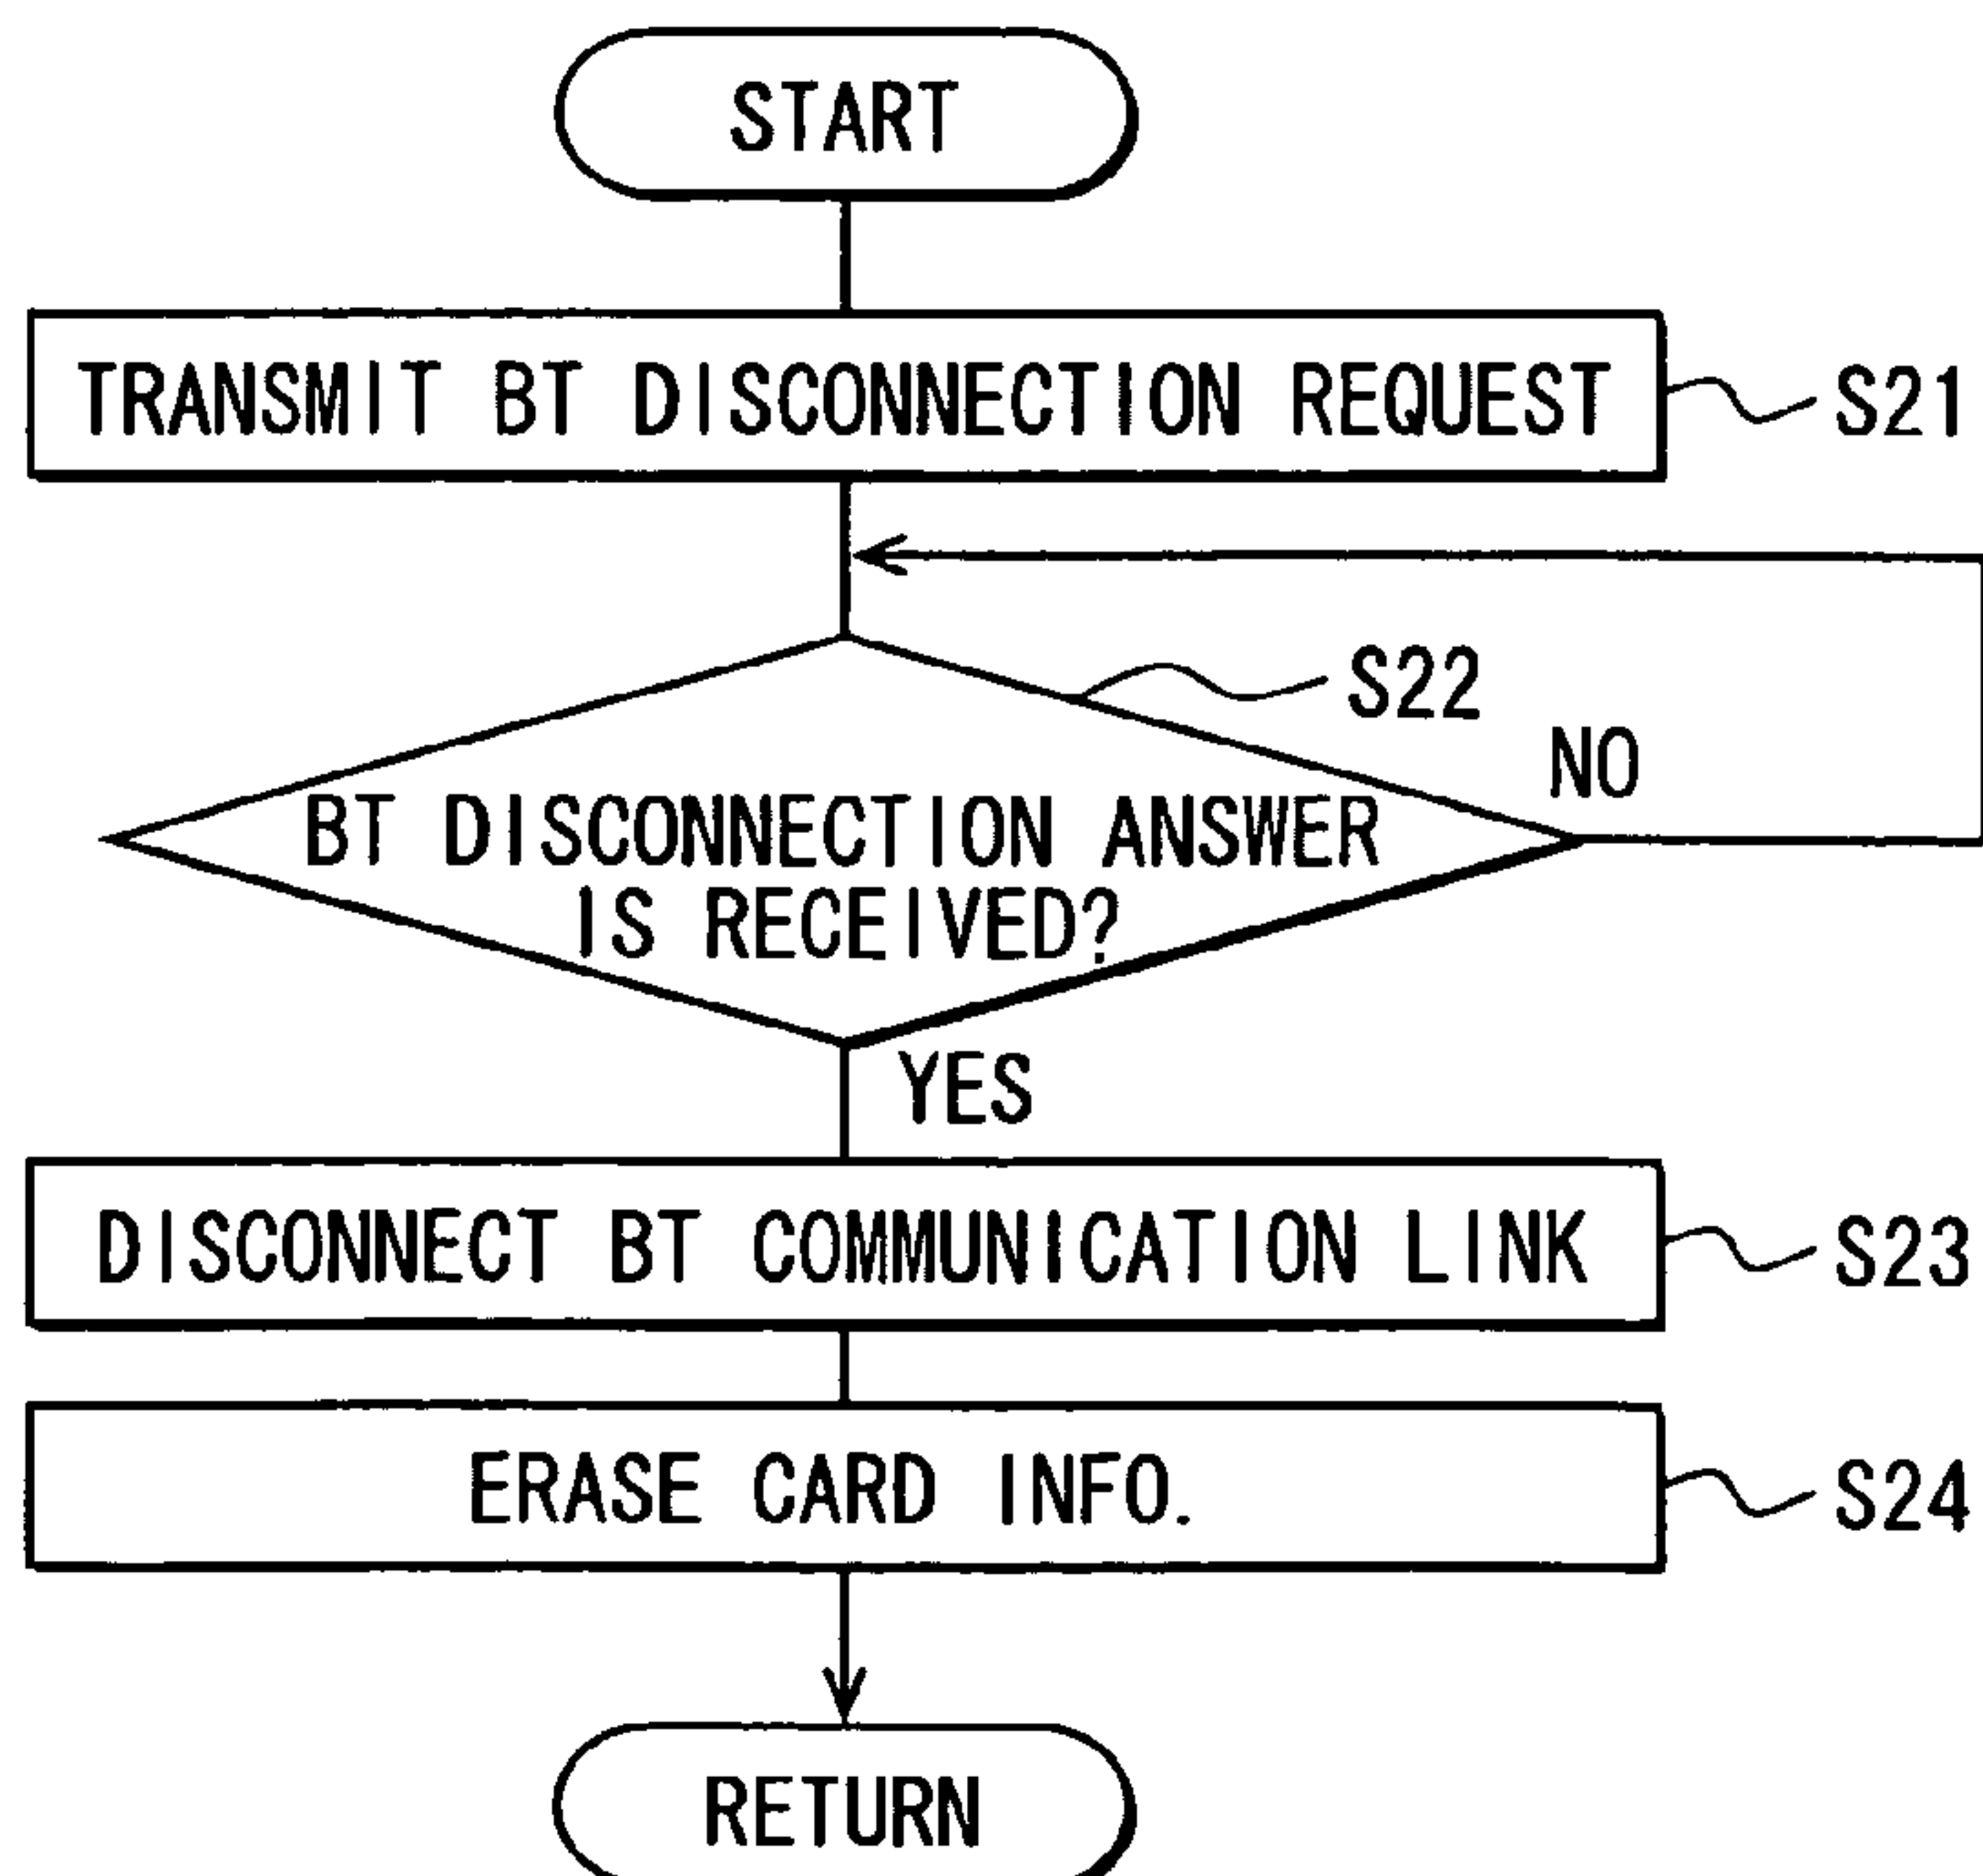 START
TRANSMIT BT DISCONNECTION REQUEST
S21
S22
NO
BT DISCONNECTION ANSWER
IS RECEIVED?
YES
DISCONNECT BT COMMUNICATION LINK
S23
ERASE CARD INFO.
S24
RETURN